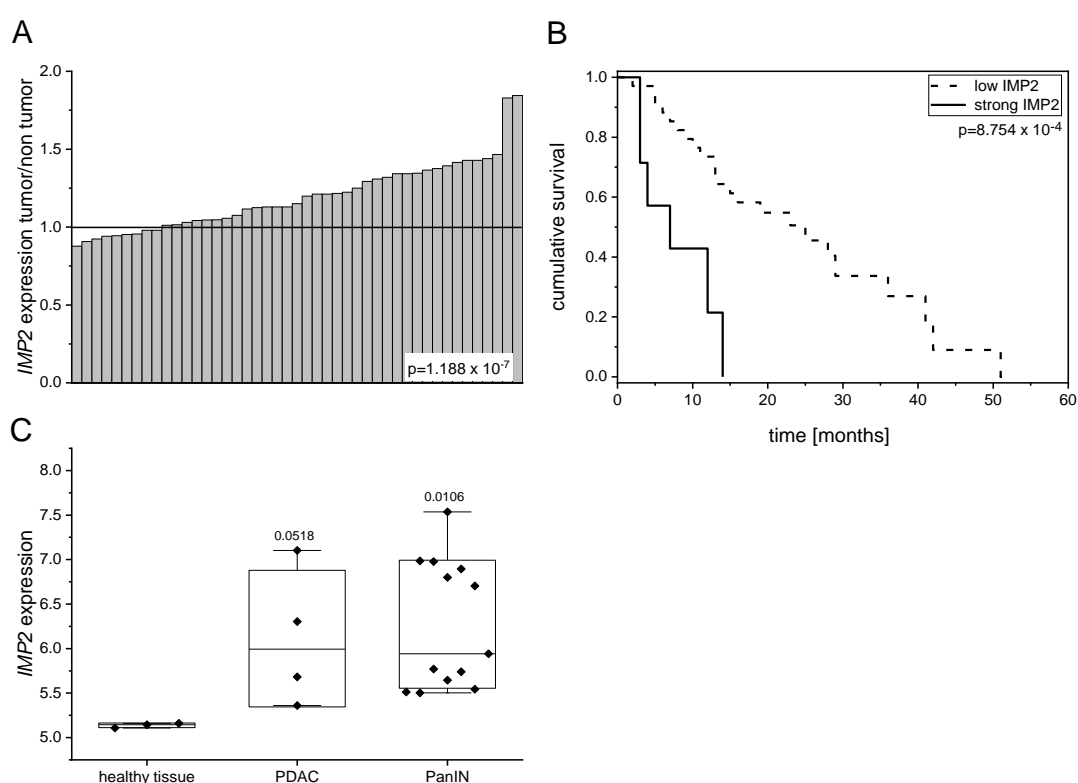 A
IMP2 expression tumor/non tumor
2.0
1.5
1.0
0.5
0.0
p=1.188 x 10-7
B
cumulative survival
1.0
0.8
0.6
0.4
0.2
0.0
low IMP2
strong IMP2
p=8.754 x 10-4
0 10 20 30 40 50 60
time [months]
C
IMP2 expression
8.0
7.5
7.0
6.5
6.0
5.5
5.0
0.0518
0.0106
healthy tissue PDAC PanIN